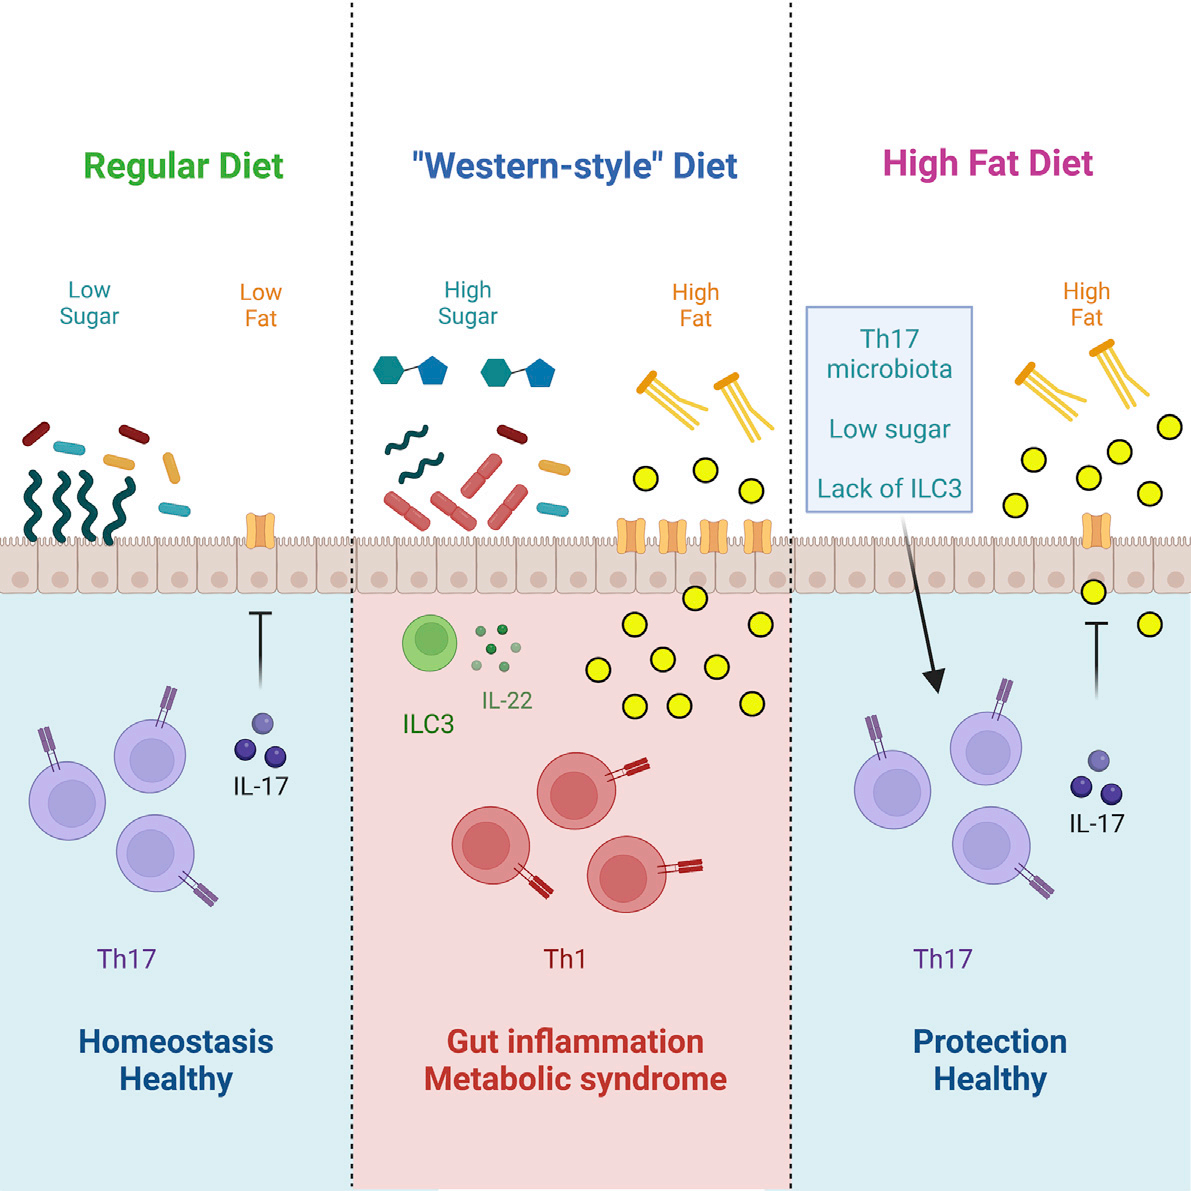 Regular Diet
Low
Sugar
Low
Fat
IL-17
Th17
Homeostasis
Healthy
"Western-style" Diet
High
Sugar
High
Fat
ILC3
IL-22
Th1
Gut inflammation
Metabolic syndrome
High Fat Diet
Th17
microbiota
Low sugar
Lack of ILC3
High
Fat
IL-17
Th17
Protection
Healthy